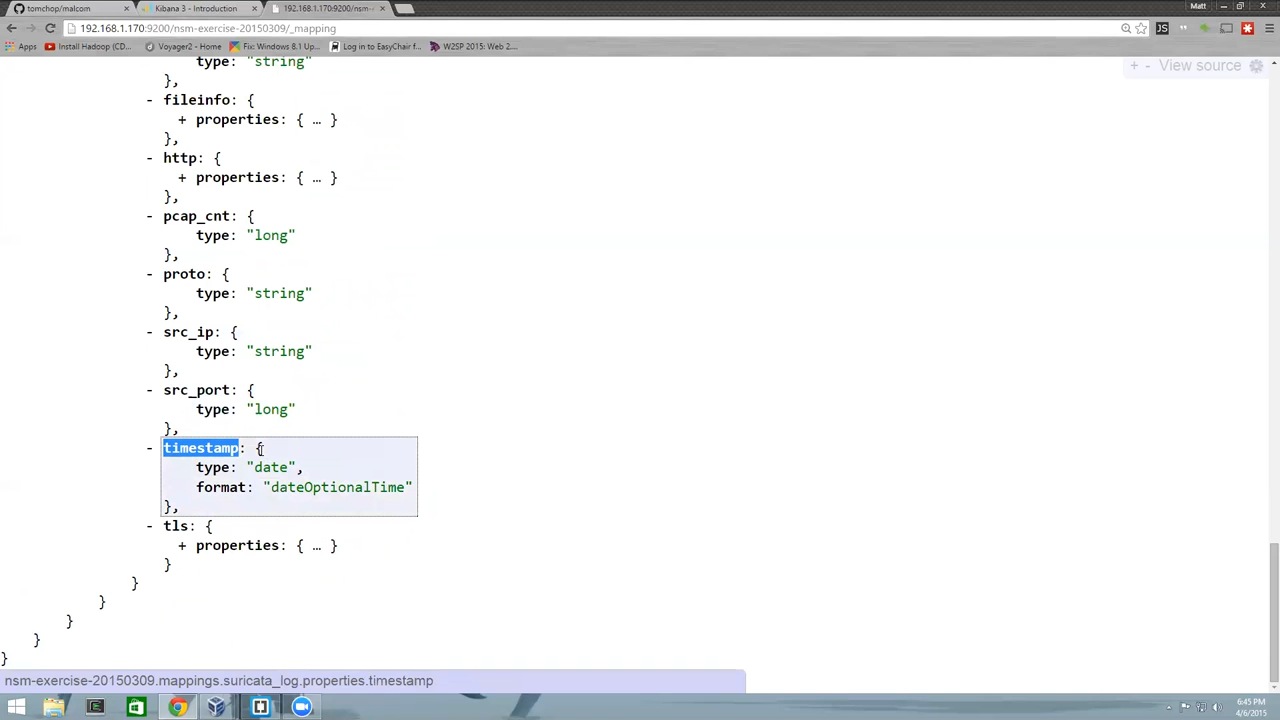 tomchop/malcom
Kibana 3 - Introduction
192.168.1.170:9200/nsm-
Matt
192.168.1.170:9200/nsm-exercise-20150309/_mapping
Apps
Install Hadoop (CD...
Voyager2 - Home
Fix: Windows 8.1 Up...
Log in to EasyChair f...
W2SP 2015: Web 2....
type: "string"
+ - View source
},
- fileinfo: {
+ properties: { … }
},
- http: {
+ properties: { … }
},
- pcap_cnt: {
type: "long"
},
- proto: {
type: "string"
},
- src_ip: {
type: "string"
},
- src_port: {
type: "long"
},
- timestamp: {
type: "date",
format: "dateOptionalTime"
},
- tls: {
+ properties: { … }
}
}
}
}
}
}
nsm-exercise-20150309.mappings.suricata_log.properties.timestamp
6:45 PM
4/6/2015